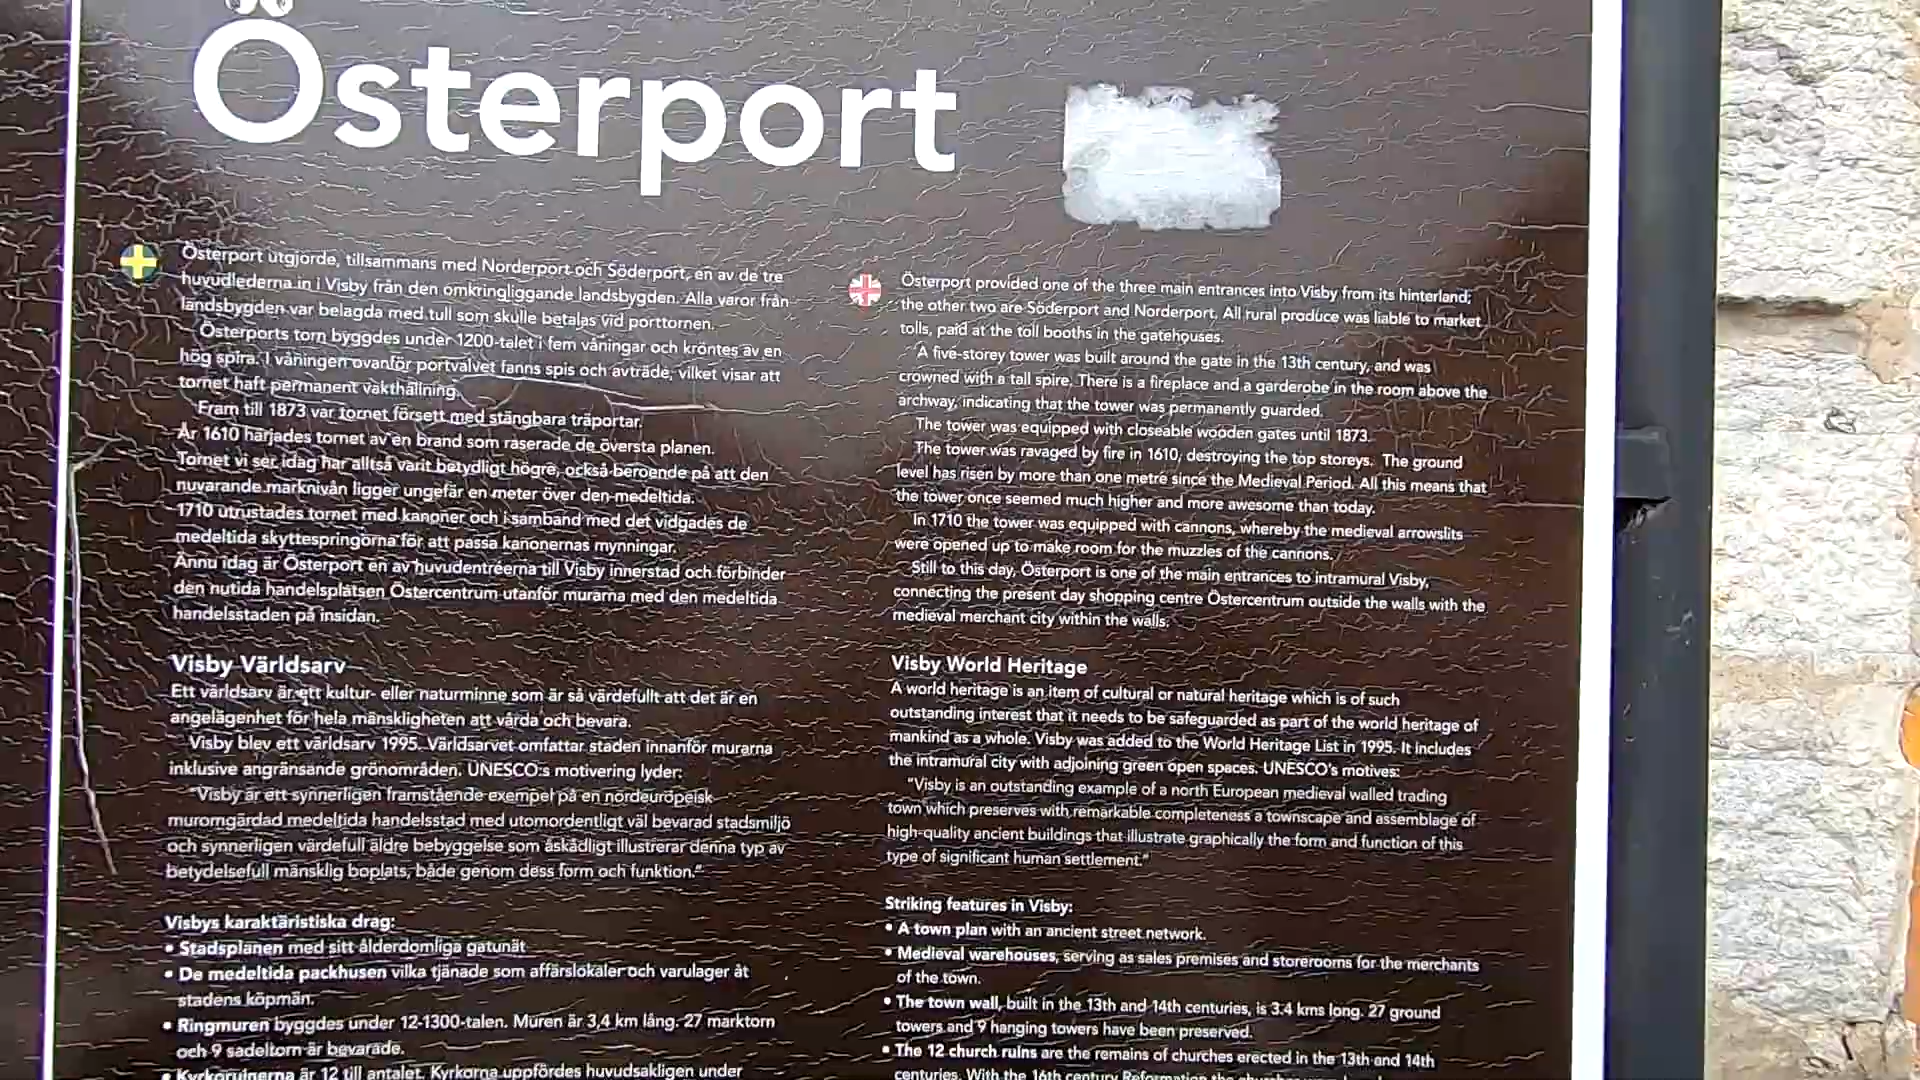 Österport
Österport utgjorde, tillsammans med Norderport och Söderport, en av de tre
huvudlederna in i Visby från den omkringliggande landsbygden. Alla varor från
landsbygden var belagda med tull som skulle betalas vid porttornen.
Österports torn byggdes under 1200-talet i fem våningar och kröntes av en
hög spira. I våningen ovanför portvalvet fanns spis och avträde, vilket visar att
tornet haft permanent vakthållning.
Fram till 1873 var tornet försett med stängbara träportar.
År 1610 härjades tornet av en brand som raserade de översta planen.
Tornet vi ser idag har alltså varit betydligt högre, också beroende på att den
nuvarande marknivån ligger ungefär en meter över den medeltida.
1710 utrustades tornet med kanoner och i samband med det vidgades de
medeltida skyttespringorna för att passa kanonernas mynningar.
Ännu idag är Österport en av huvudentréerna till Visby innerstad och förbinder
den nutida handelsplatsen Östercentrum utanför murarna med den medeltida
handelsstaden på insidan.
Visby Världsarv
Ett världsarv är ett kultur- eller naturminne som är så värdefullt att det är en
angelägenhet för hela mänskligheten att vårda och bevara.
Visby blev ett världsarv 1995. Världsarvet omfattar staden innanför murarna
inklusive angränsande grönområden. UNESCO:s motivering lyder:
"Visby är ett synnerligen framstående exempel på en nordeuropeisk
muromgärdad medeltida handelsstad med utomordentligt väl bevarad stadsmiljö
och synnerligen värdefull äldre bebyggelse som åskådligt illustrerar denna typ av
betydelsefull mänsklig boplats, både genom dess form och funktion."
Visbys karaktäristiska drag:
• Stadsplanen med sitt ålderdomliga gatunät
• De medeltida packhusen vilka tjänade som affärslokaler och varulager åt
stadens köpmän.
• Ringmuren byggdes under 12-1300-talen. Muren är 3,4 km lång. 27 marktorn
och 9 sadeltorn är bevarade.
• Kyrkoruinerna är 12 till antalet. Kyrkorna uppfördes huvudsakligen under
Österport provided one of the three main entrances into Visby from its hinterland;
the other two are Söderport and Norderport. All rural produce was liable to market
tolls, paid at the toll booths in the gatehouses.
A five-storey tower was built around the gate in the 13th century, and was
crowned with a tall spire. There is a fireplace and a garderobe in the room above the
archway, indicating that the tower was permanently guarded.
The tower was equipped with closeable wooden gates until 1873.
The tower was ravaged by fire in 1610, destroying the top storeys. The ground
level has risen by more than one metre since the Medieval Period. All this means that
the tower once seemed much higher and more awesome than today.
In 1710 the tower was equipped with cannons, whereby the medieval arrowslits
were opened up to make room for the muzzles of the cannons.
Still to this day, Österport is one of the main entrances to intramural Visby,
connecting the present day shopping centre Östercentrum outside the walls with the
medieval merchant city within the walls.
Visby World Heritage
A world heritage is an item of cultural or natural heritage which is of such
outstanding interest that it needs to be safeguarded as part of the world heritage of
mankind as a whole. Visby was added to the World Heritage List in 1995. It includes
the intramural city with adjoining green open spaces. UNESCO's motives:
"Visby is an outstanding example of a north European medieval walled trading
town which preserves with remarkable completeness a townscape and assemblage of
high-quality ancient buildings that illustrate graphically the form and function of this
type of significant human settlement."
Striking features in Visby:
• A town plan with an ancient street network.
• Medieval warehouses, serving as sales premises and storerooms for the merchants
of the town.
• The town wall, built in the 13th and 14th centuries, is 3.4 kms long. 27 ground
towers and 9 hanging towers have been preserved.
• The 12 church ruins are the remains of churches erected in the 13th and 14th
centuries. With the 16th century Reformation the